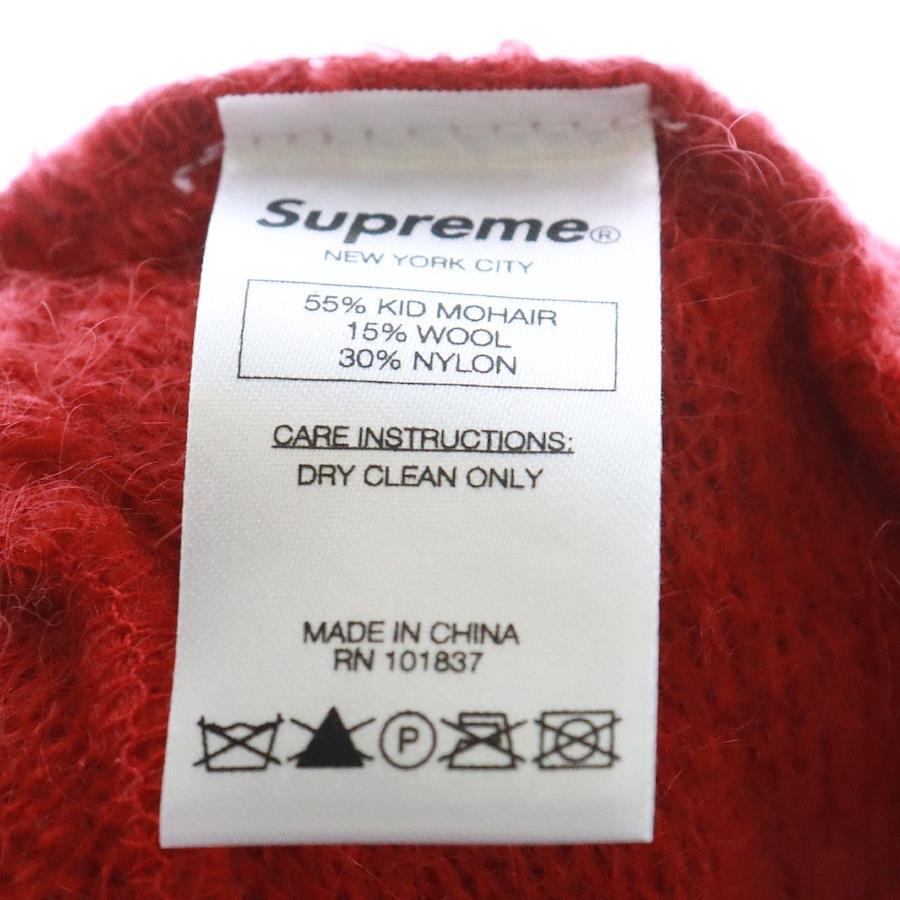 Supreme®
NEW YORK CITY
55% KID MOHAIR
15% WOOL
30% NYLON
CARE INSTRUCTIONS:
DRY CLEAN ONLY
MADE IN CHINA
RN 101837
P